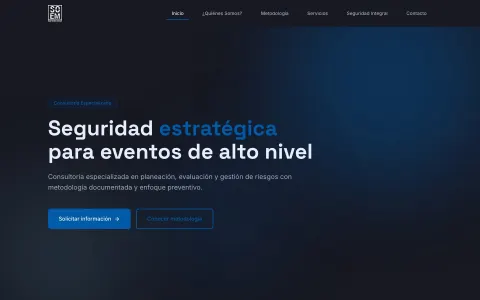 SO
EM
Inicio
¿Quiénes Somos?
Metodología
Servicios
Seguridad Integral
Contacto
Consultoría Especializada
Seguridad estratégica
para eventos de alto nivel
Consultoría especializada en planeación, evaluación y gestión de riesgos con
metodología documentada y enfoque preventivo.
Solicitar información →
Conocer metodología